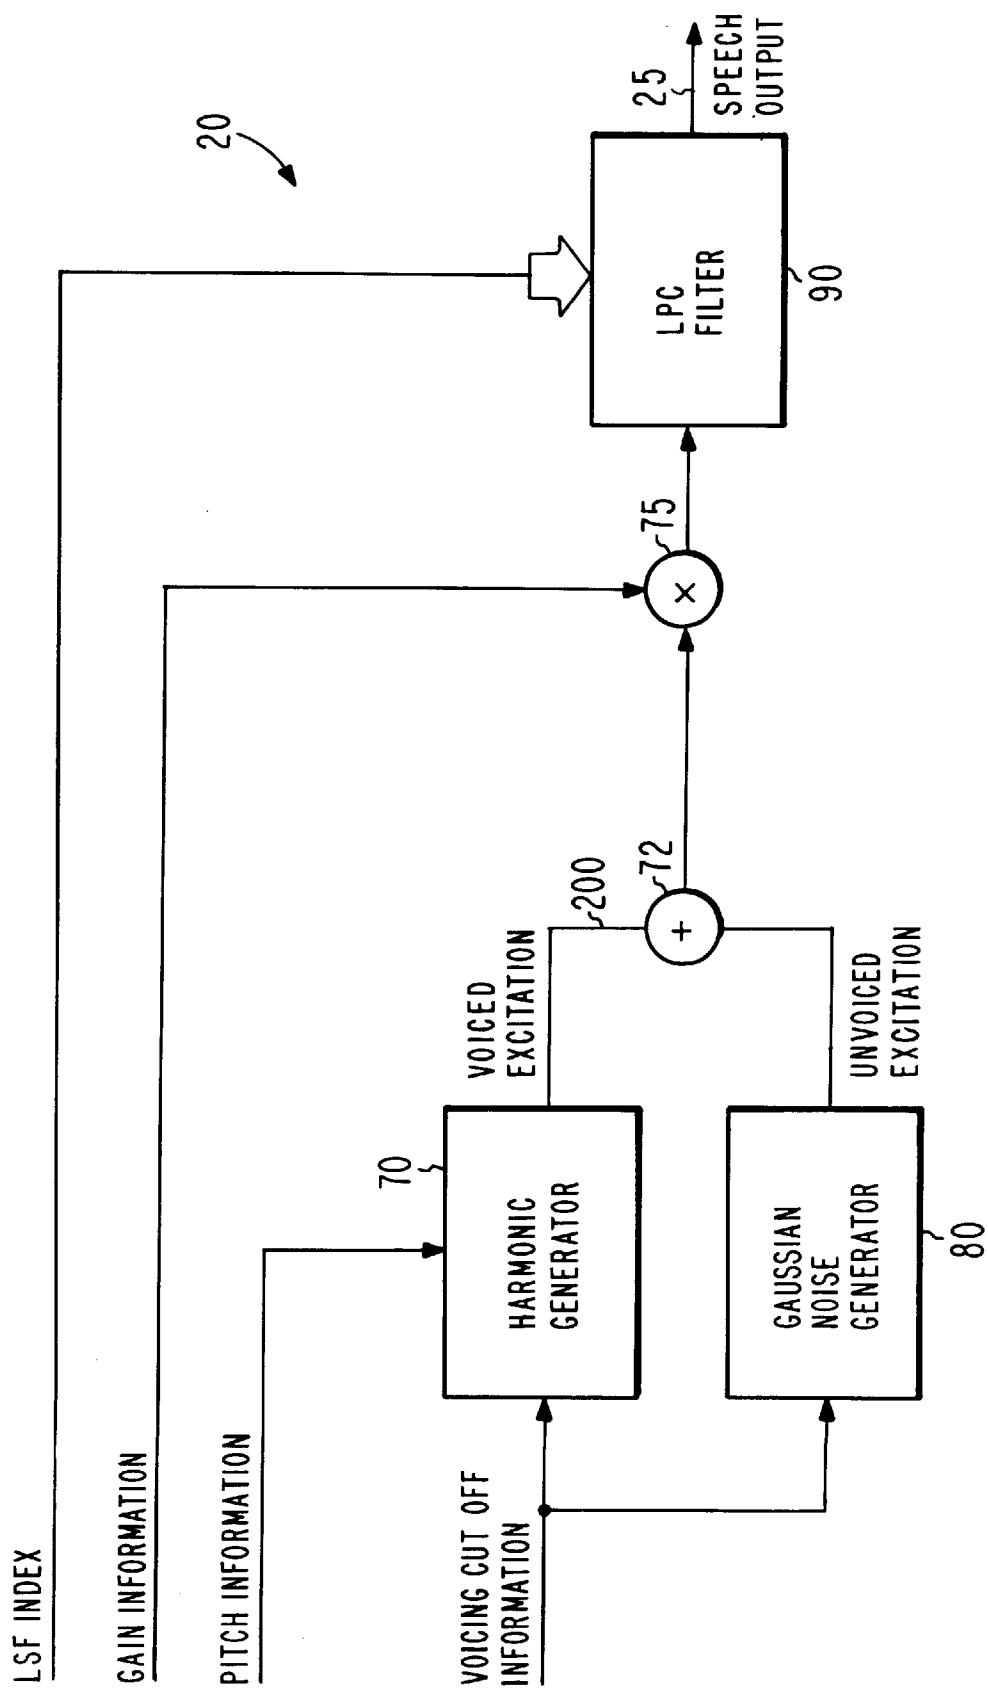 LSF INDEX
GAIN INFORMATION
PITCH INFORMATION
VOICING CUT OFF
INFORMATION
70
HARMONIC
GENERATOR
GAUSSIAN
NOISE
GENERATOR
80
VOICED
EXCITATION
UNVOICED
EXCITATION
200
72
+
75
×
20
LPC
FILTER
90
25
SPEECH
OUTPUT